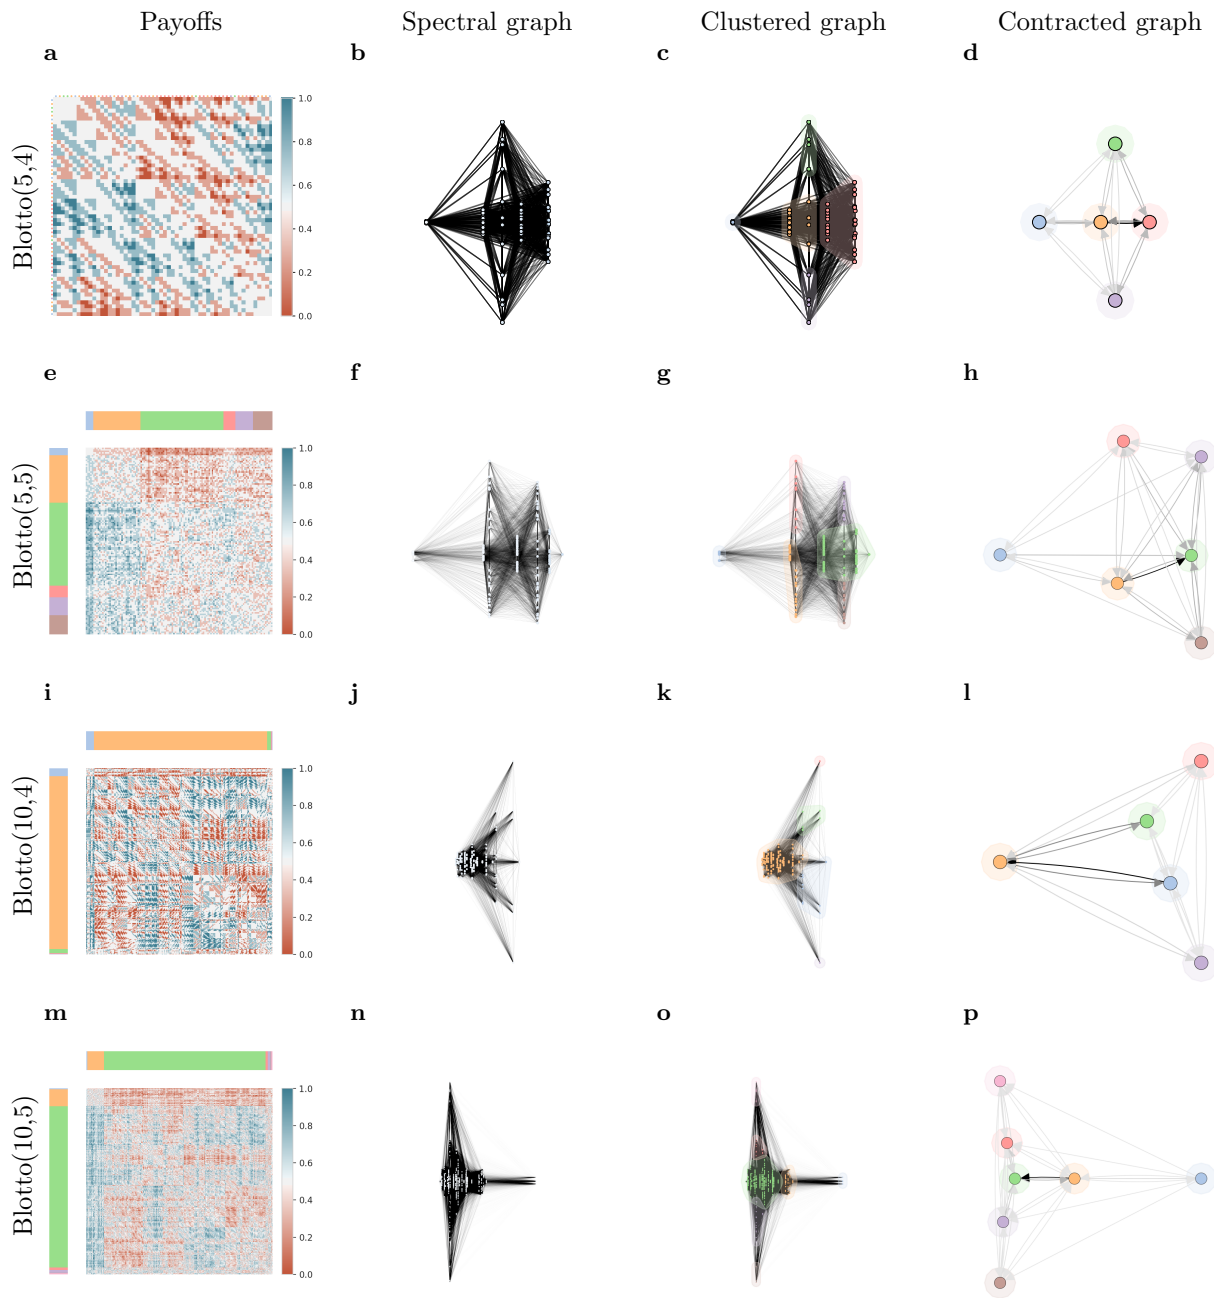 Payoffs Spectral graph Clustered graph Contracted graph
a b c d
Blotto(5,4)
1.0
0.8
0.6
0.4
0.2
0.0
e f g h
Blotto(5,5)
1.0
0.8
0.6
0.4
0.2
0.0
i j k l
Blotto(10,4)
1.0
0.8
0.6
0.4
0.2
0.0
m n o p
Blotto(10,5)
1.0
0.8
0.6
0.4
0.2
0.0